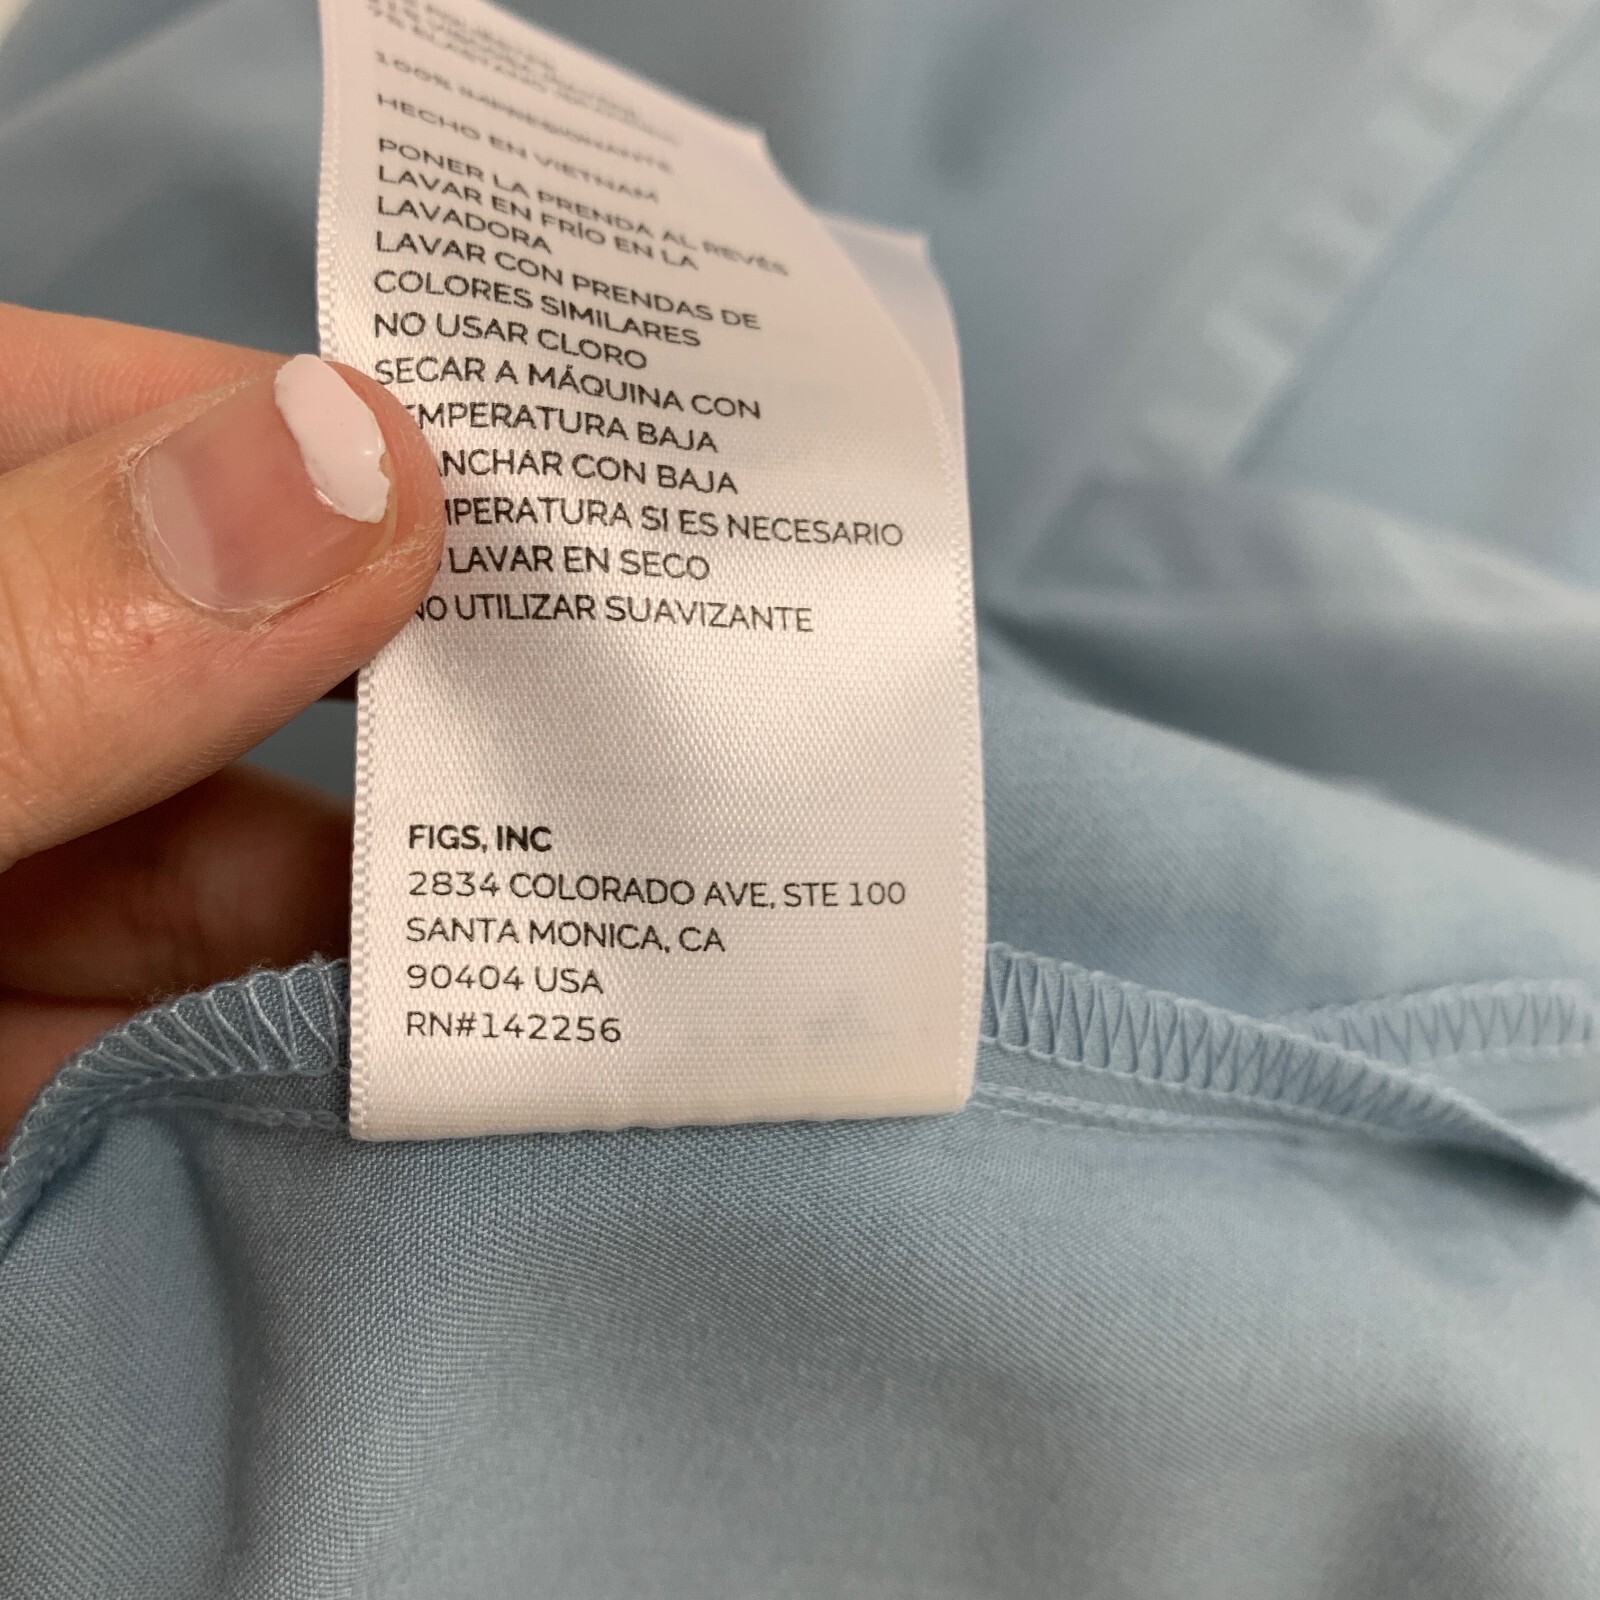 100% IMPRESIONANTE
HECHO EN VIETNAM
PONER LA PRENDA AL REVÉS
LAVAR EN FRÍO EN LA
LAVADORA
LAVAR CON PRENDAS DE
COLORES SIMILARES
NO USAR CLORO
SECAR A MÁQUINA CON
EMPERATURA BAJA
ANCHAR CON BAJA
MPERATURA SI ES NECESARIO
LAVAR EN SECO
NO UTILIZAR SUAVIZANTE
FIGS, INC
2834 COLORADO AVE, STE 100
SANTA MONICA, CA
90404 USA
RN#142256